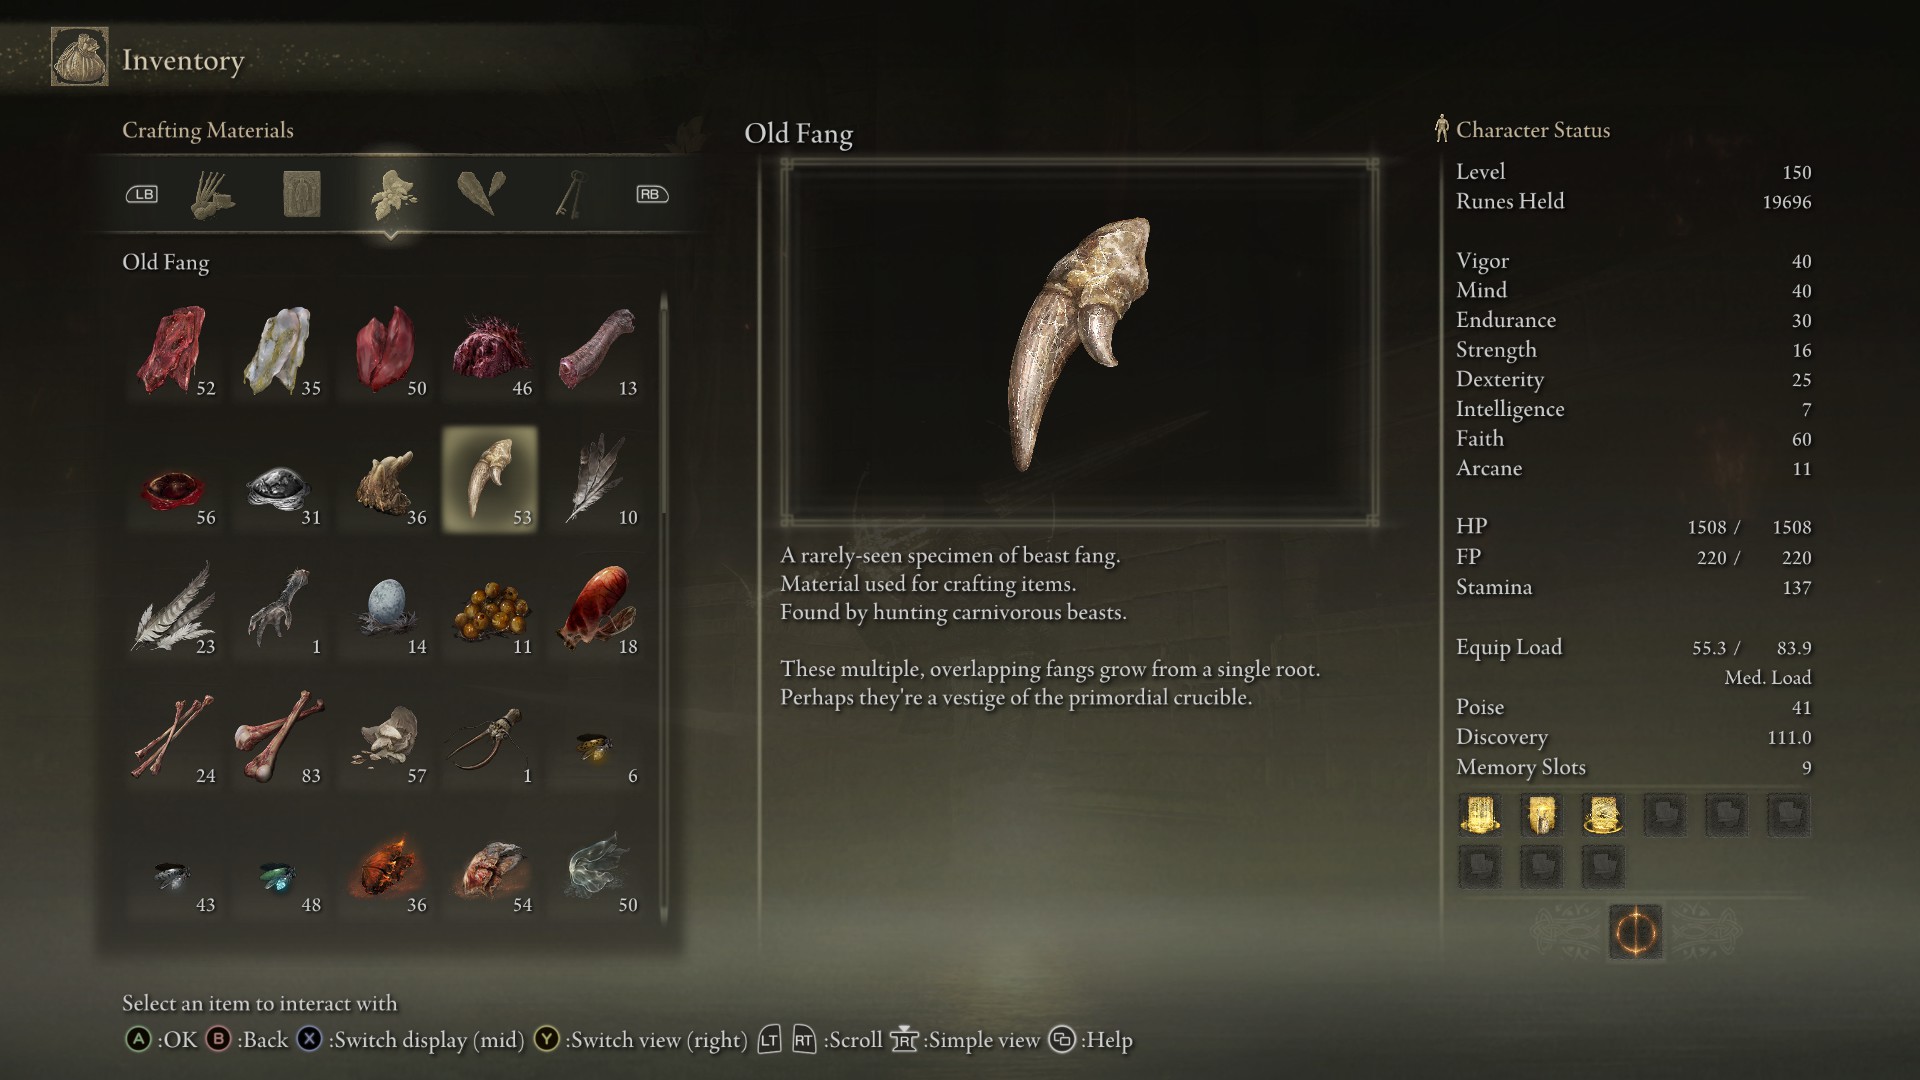 Inventory
Crafting Materials
LB
RB
Old Fang
52 35 50 46 13
56 31 36 53 10
23 1 14 11 18
24 83 57 1 6
43 48 36 54 50
Old Fang
A rarely-seen specimen of beast fang.
Material used for crafting items.
Found by hunting carnivorous beasts.
These multiple, overlapping fangs grow from a single root.
Perhaps they're a vestige of the primordial crucible.
Character Status
Level 150
Runes Held 19696
Vigor 40
Mind 40
Endurance 30
Strength 16
Dexterity 25
Intelligence 7
Faith 60
Arcane 11
HP 1508 / 1508
FP 220 / 220
Stamina 137
Equip Load 55.3 / 83.9
Med. Load
Poise 41
Discovery 111.0
Memory Slots 9
Select an item to interact with
A :OK B :Back X :Switch display (mid) Y :Switch view (right) LT RT :Scroll R :Simple view :Help